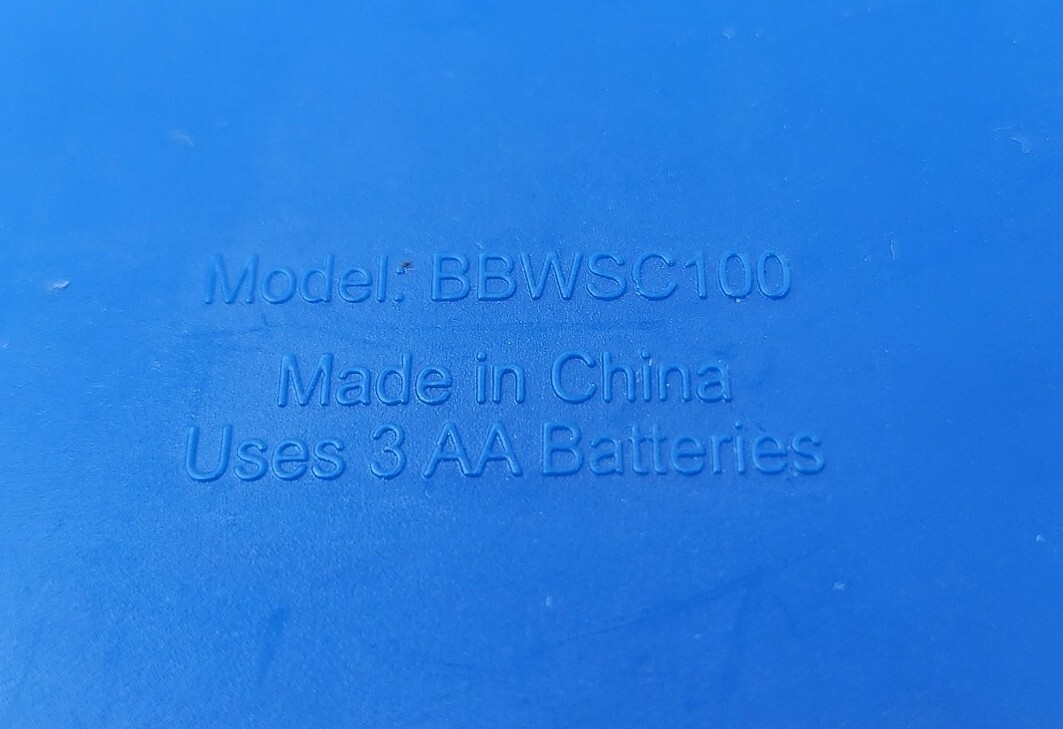 Model: BBWSC100
Made in China
Uses 3 AA Batteries